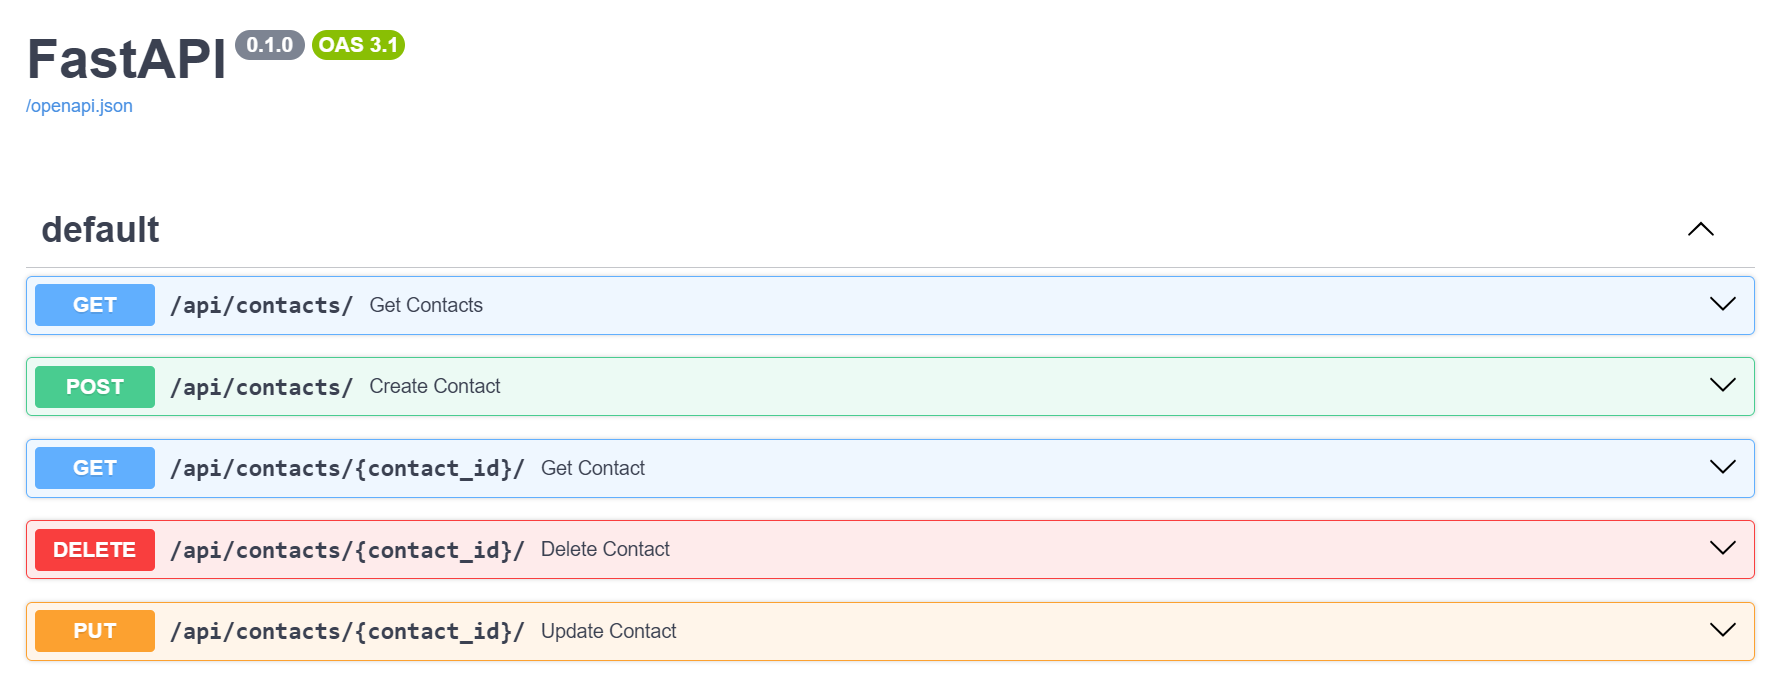 FastAPI 0.1.0 OAS 3.1
/openapi.json
default
GET /api/contacts/ Get Contacts
POST /api/contacts/ Create Contact
GET /api/contacts/{contact_id}/ Get Contact
DELETE /api/contacts/{contact_id}/ Delete Contact
PUT /api/contacts/{contact_id}/ Update Contact